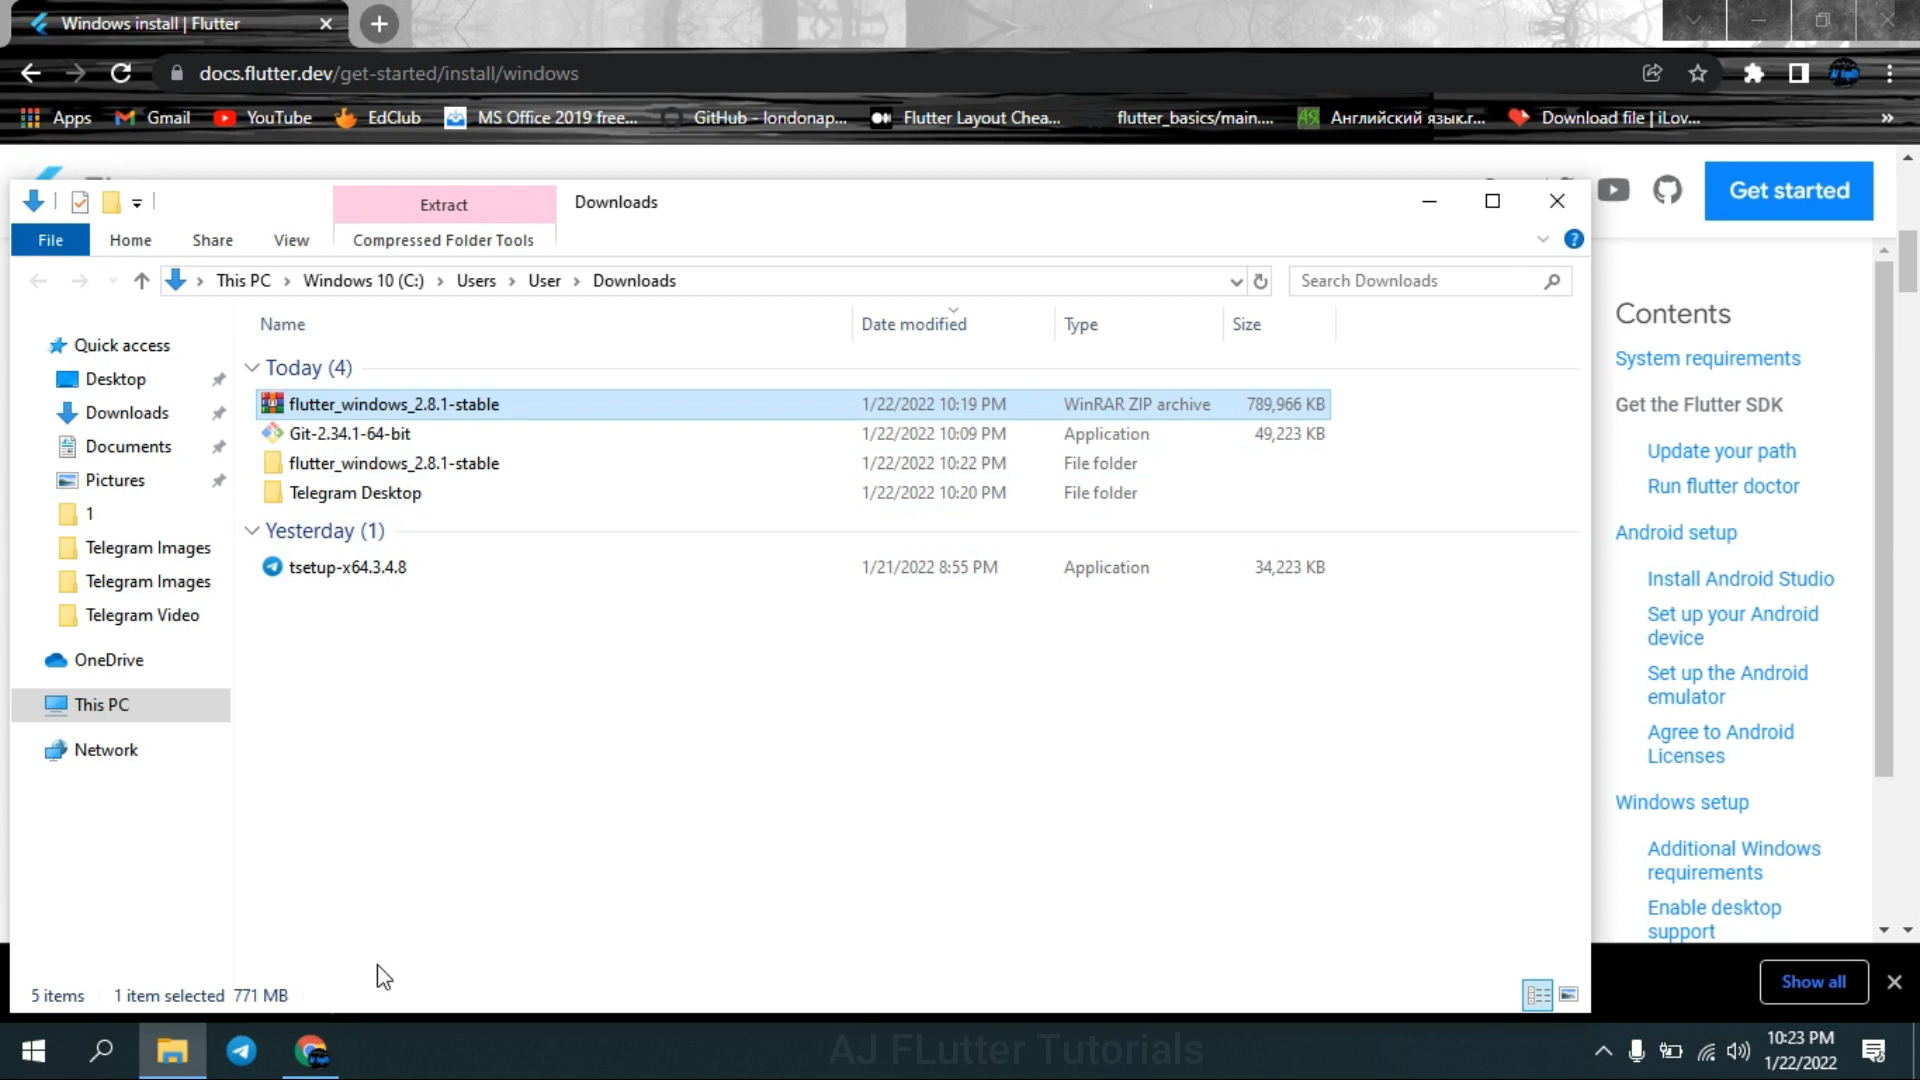 Windows install | Flutter
docs.flutter.dev/get-started/install/windows
Apps
Gmail
YouTube
EdClub
MS Office 2019 free...
GitHub - londonap...
Flutter Layout Chea...
flutter_basics/main....
Английский язык.г...
Download file | iLov...
»
Get started
Extract
Downloads
File
Home
Share
View
Compressed Folder Tools
This PC > Windows 10 (C:) > Users > User > Downloads
Search Downloads
Name
Date modified
Type
Size
Quick access
Desktop
Downloads
Documents
Pictures
1
Telegram Images
Telegram Images
Telegram Video
OneDrive
This PC
Network
Today (4)
flutter_windows_2.8.1-stable 1/22/2022 10:19 PM WinRAR ZIP archive 789,966 KB
Git-2.34.1-64-bit 1/22/2022 10:09 PM Application 49,223 KB
flutter_windows_2.8.1-stable 1/22/2022 10:22 PM File folder
Telegram Desktop 1/22/2022 10:20 PM File folder
Yesterday (1)
tsetup-x64.3.4.8 1/21/2022 8:55 PM Application 34,223 KB
5 items 1 item selected 771 MB
Contents
System requirements
Get the Flutter SDK
Update your path
Run flutter doctor
Android setup
Install Android Studio
Set up your Android
device
Set up the Android
emulator
Agree to Android
Licenses
Windows setup
Additional Windows
requirements
Enable desktop
support
Show all
AJ FLutter Tutorials
10:23 PM
1/22/2022